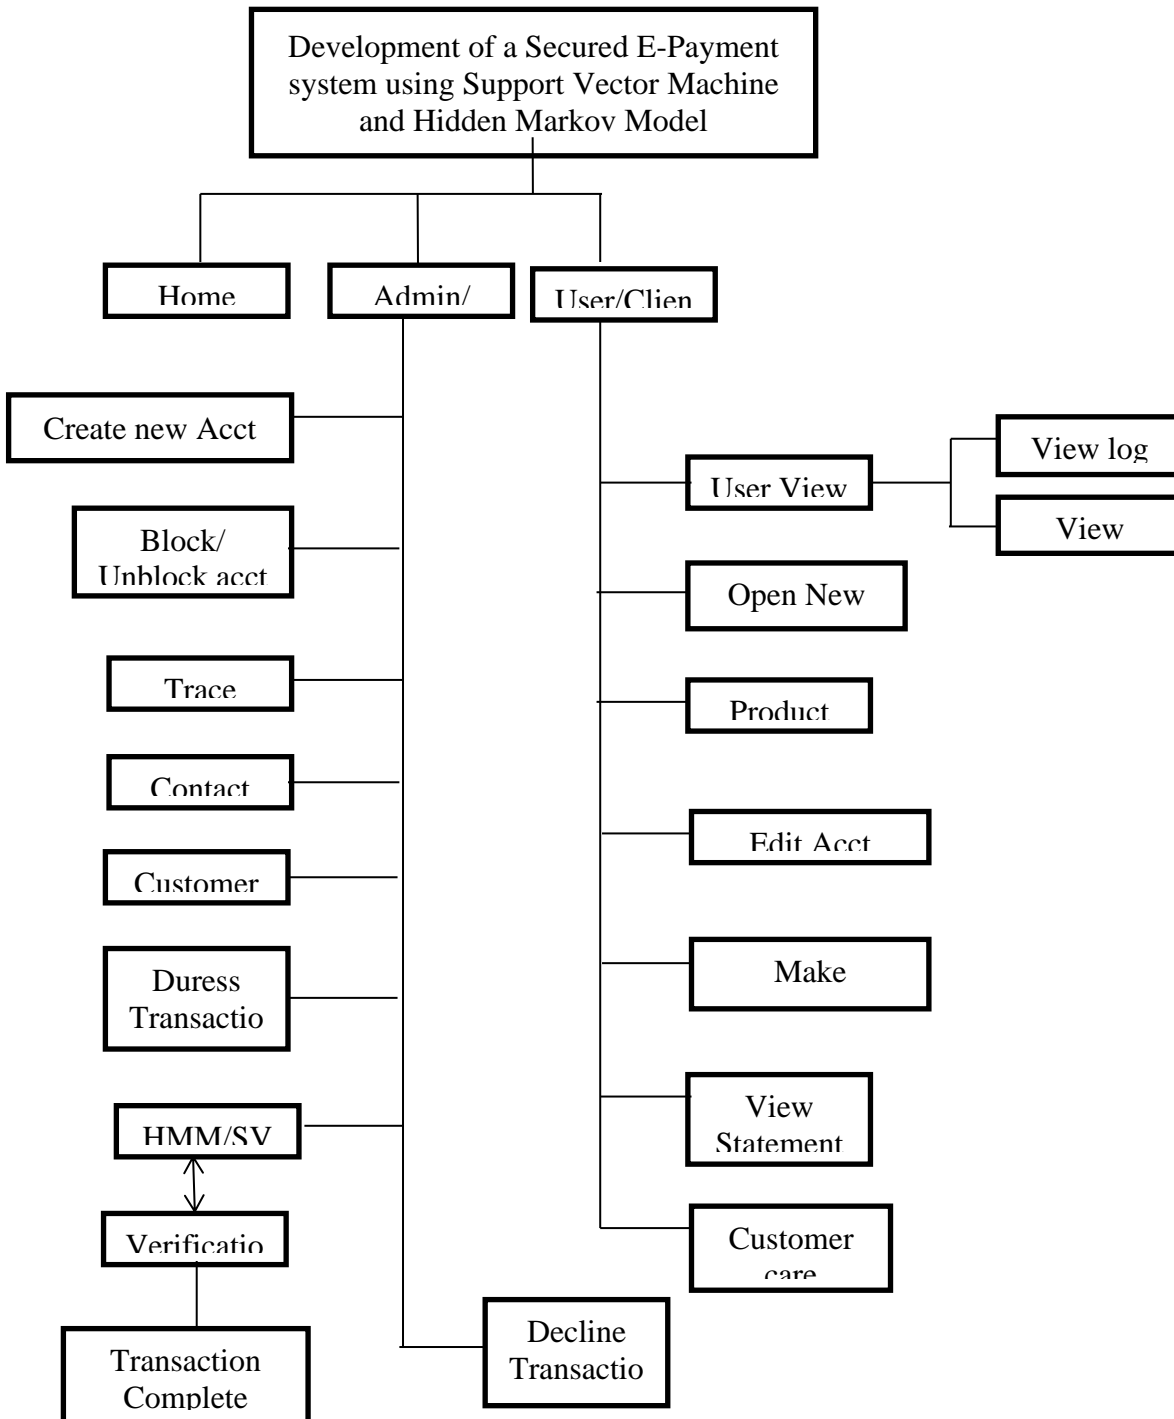 Development of a Secured E-Payment
system using Support Vector Machine
and Hidden Markov Model
Home
Admin/
User/Clien
Create new Acct
View log
User View
Block/
Unblock acct
View
Open New
Trace
Product
Contact
Edit Acct
Customer
Make
Duress
Transactio
View
Statement
HMM/SV
Verificatio
Customer
care
Decline
Transactio
Transaction
Complete